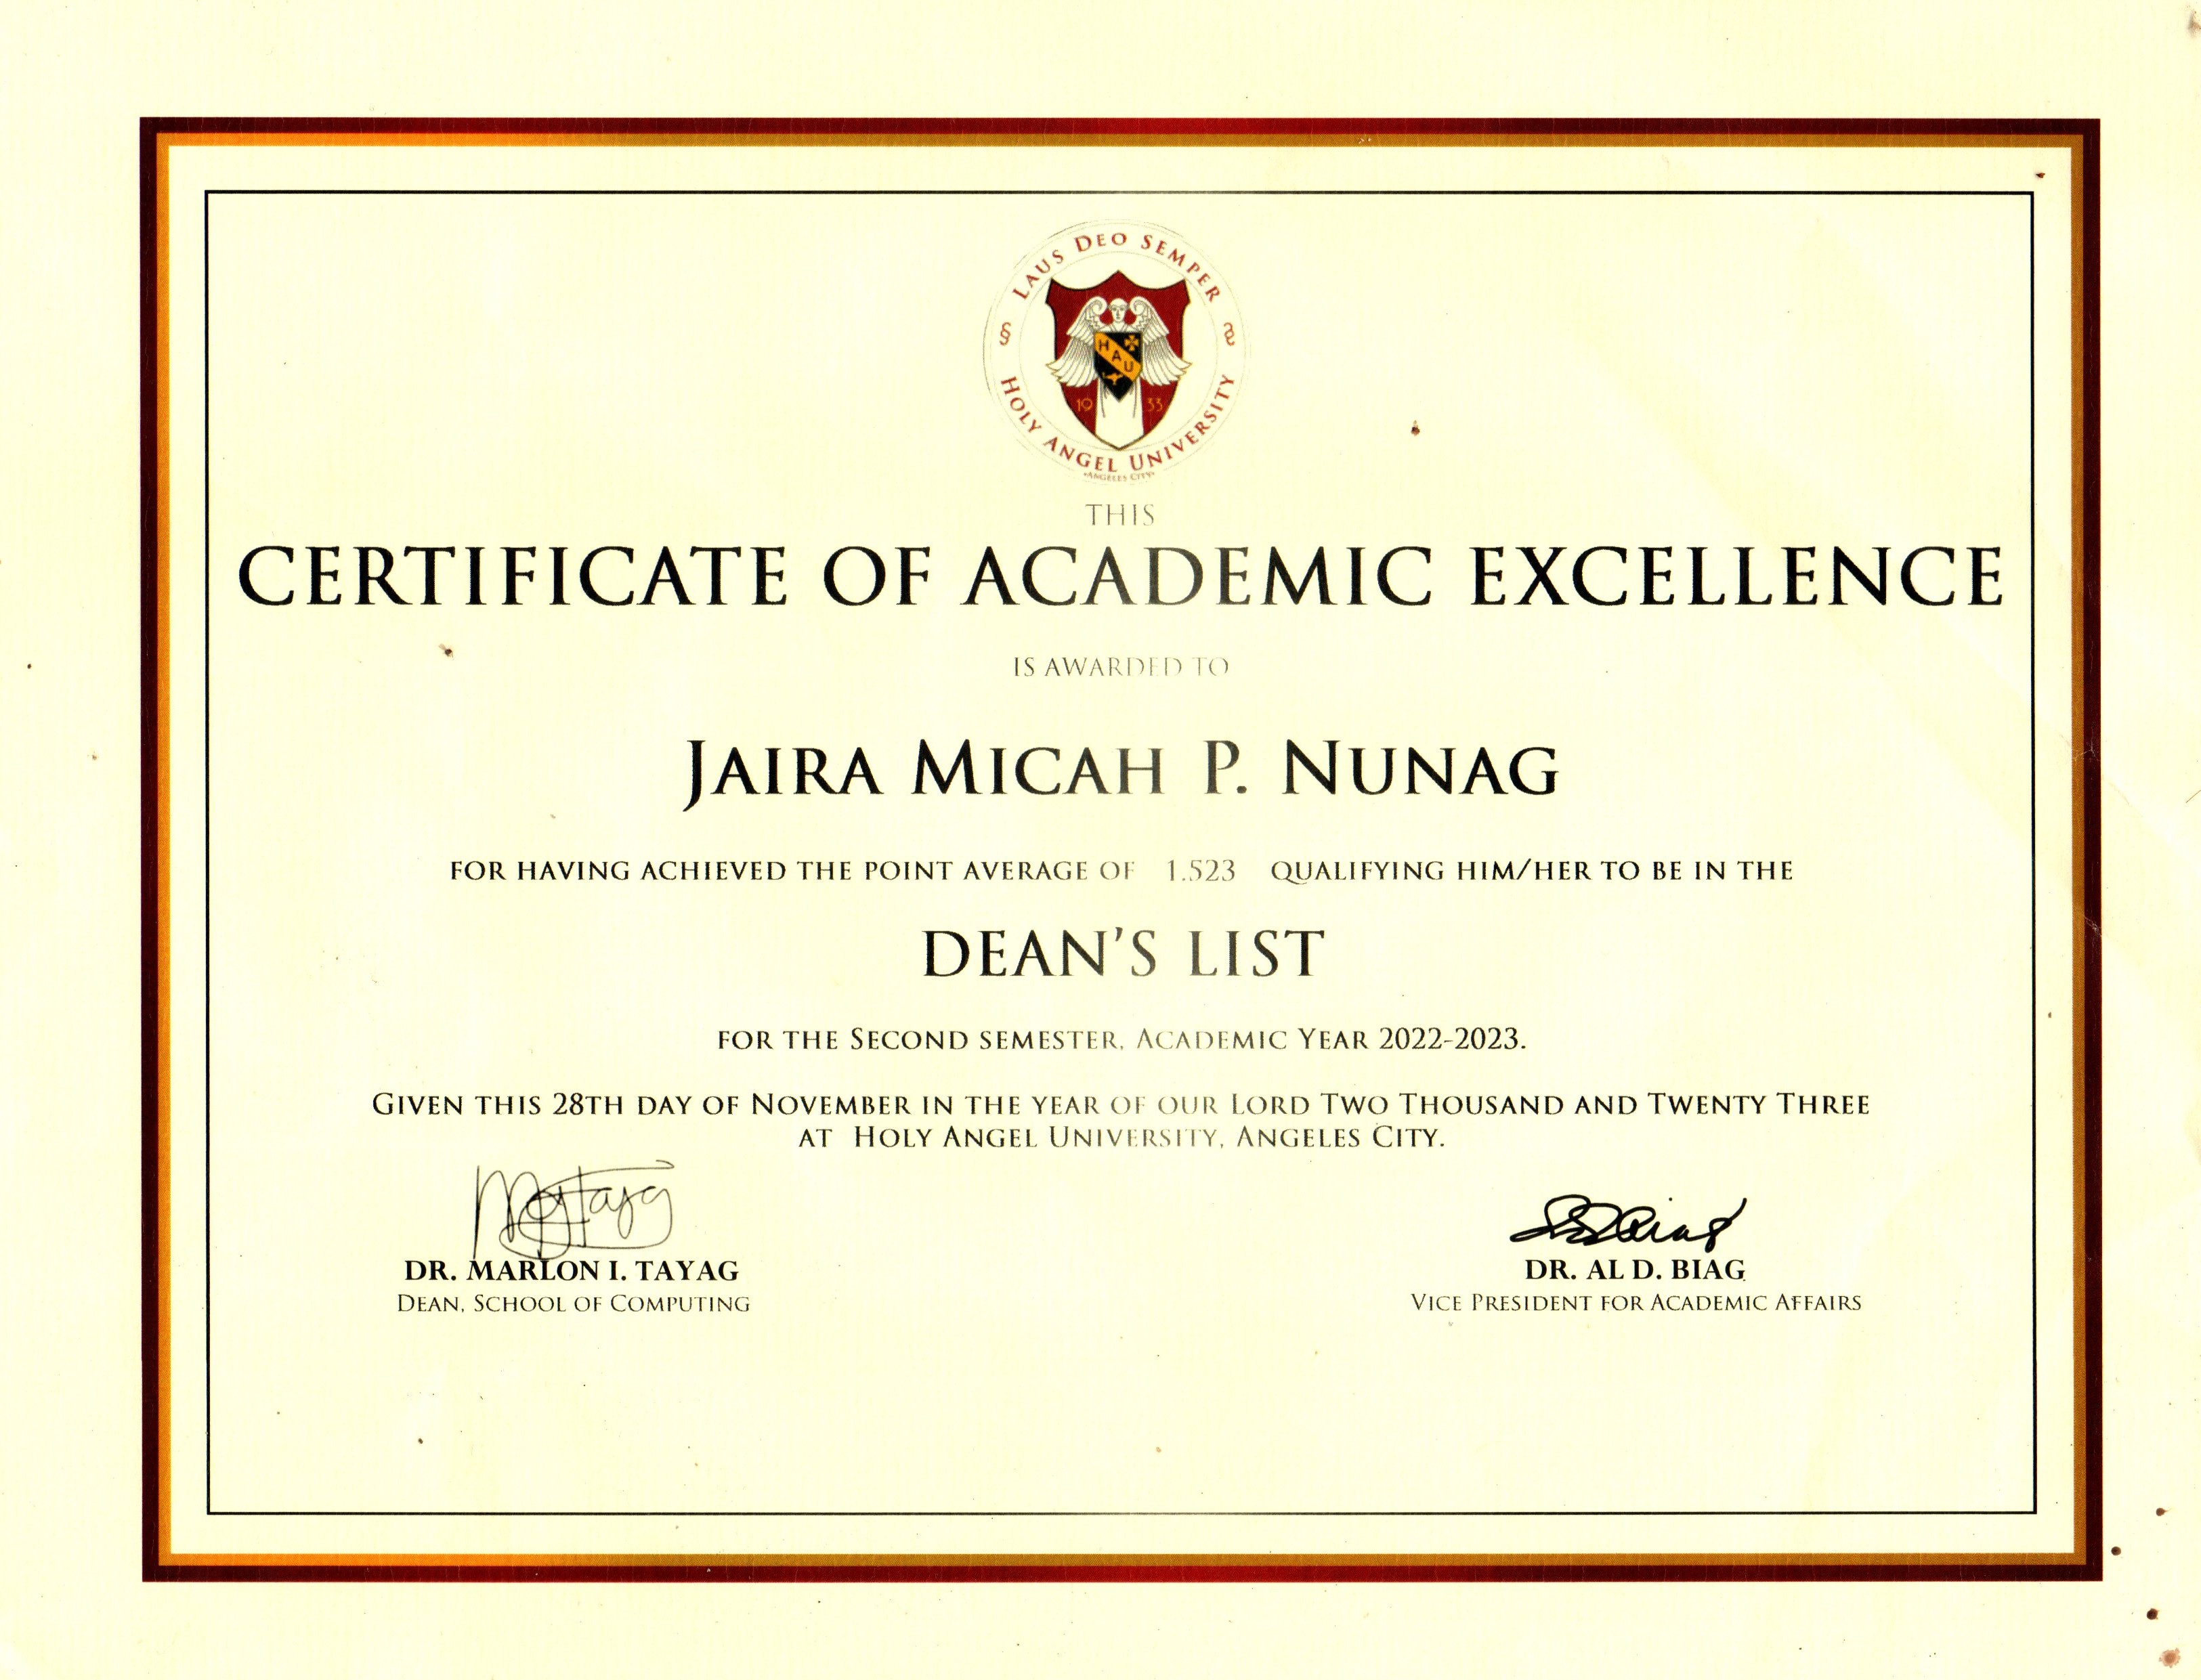 LAUS DEO SEMPER
HAU
1933
HOLY ANGEL UNIVERSITY
ANGELES CITY
THIS
CERTIFICATE OF ACADEMIC EXCELLENCE
IS AWARDED TO
JAIRA MICAH P. NUNAG
FOR HAVING ACHIEVED THE POINT AVERAGE OF 1.523 QUALIFYING HIM/HER TO BE IN THE
DEAN'S LIST
FOR THE SECOND SEMESTER, ACADEMIC YEAR 2022-2023.
GIVEN THIS 28TH DAY OF NOVEMBER IN THE YEAR OF OUR LORD TWO THOUSAND AND TWENTY THREE
AT HOLY ANGEL UNIVERSITY, ANGELES CITY.
DR. MARLON I. TAYAG
DR. AL D. BIAG
DEAN, SCHOOL OF COMPUTING
VICE PRESIDENT FOR ACADEMIC AFFAIRS